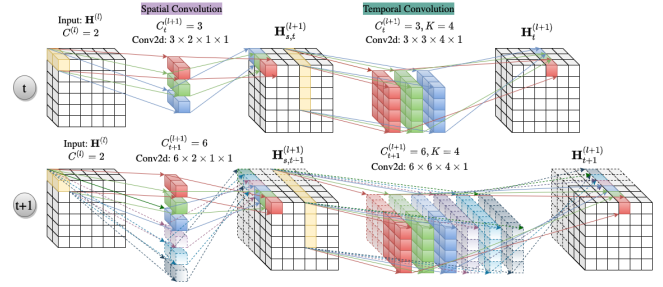 Spatial Convolution
Temporal Convolution
Input: H^(l)
C^(l) = 2
C_t^(l+1) = 3
Conv2d: 3 × 2 × 1 × 1
H_{s,t}^(l+1)
C_t^(l+1) = 3, K = 4
Conv2d: 3 × 3 × 4 × 1
H_t^(l+1)
t
Input: H^(l)
C^(l) = 2
C_{t+1}^(l+1) = 6
Conv2d: 6 × 2 × 1 × 1
H_{s,t+1}^(l+1)
C_{t+1}^(l+1) = 6, K = 4
Conv2d: 6 × 6 × 4 × 1
H_{t+1}^(l+1)
t+1